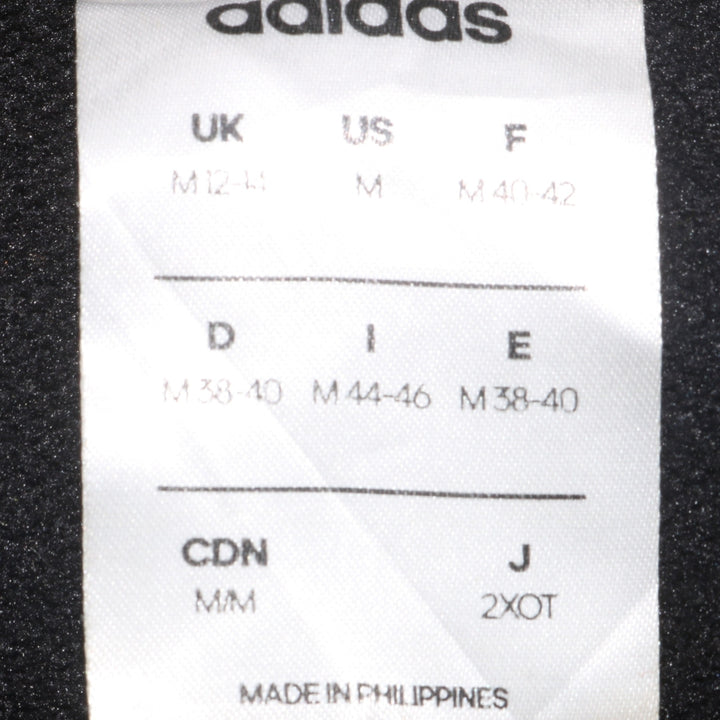 adidas
UK US F
M 12-14 M M 40-42
D I E
M 38-40 M 44-46 M 38-40
CDN J
M/M 2XOT
MADE IN PHILIPPINES